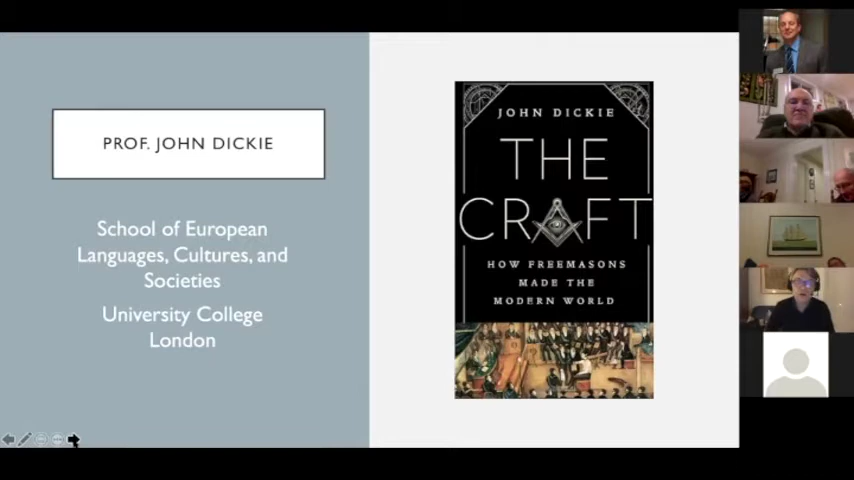 PROF. JOHN DICKIE
School of European
Languages, Cultures, and
Societies
University College
London
JOHN DICKIE
THE
CRAFT
HOW FREEMASONS
MADE THE
MODERN WORLD